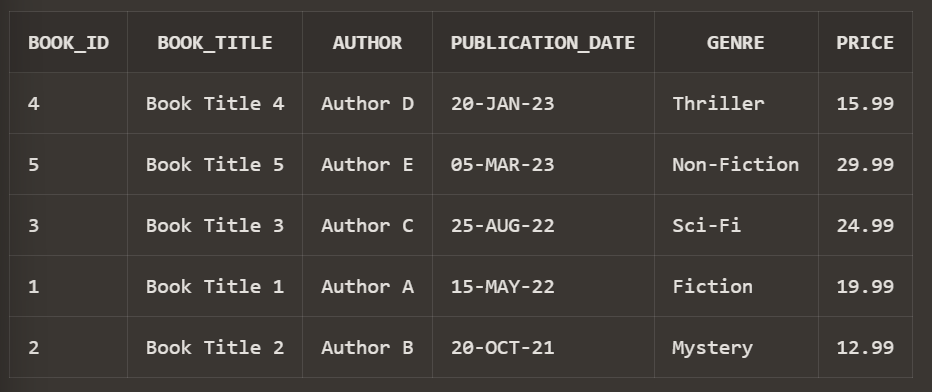 BOOK_ID BOOK_TITLE AUTHOR PUBLICATION_DATE GENRE PRICE
4 Book Title 4 Author D 20-JAN-23 Thriller 15.99
5 Book Title 5 Author E 05-MAR-23 Non-Fiction 29.99
3 Book Title 3 Author C 25-AUG-22 Sci-Fi 24.99
1 Book Title 1 Author A 15-MAY-22 Fiction 19.99
2 Book Title 2 Author B 20-OCT-21 Mystery 12.99